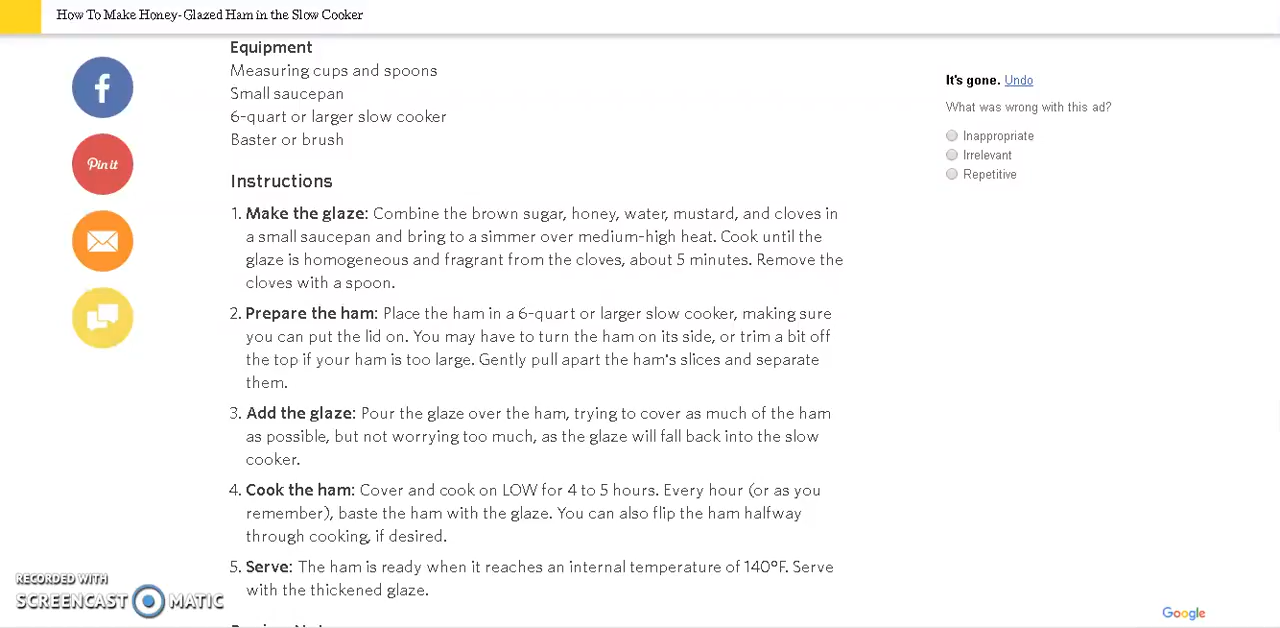 How To Make Honey-Glazed Ham in the Slow Cooker
Equipment
Measuring cups and spoons
Small saucepan
6-quart or larger slow cooker
Baster or brush
Instructions
1. Make the glaze: Combine the brown sugar, honey, water, mustard, and cloves in
a small saucepan and bring to a simmer over medium-high heat. Cook until the
glaze is homogeneous and fragrant from the cloves, about 5 minutes. Remove the
cloves with a spoon.
2. Prepare the ham: Place the ham in a 6-quart or larger slow cooker, making sure
you can put the lid on. You may have to turn the ham on its side, or trim a bit off
the top if your ham is too large. Gently pull apart the ham's slices and separate
them.
3. Add the glaze: Pour the glaze over the ham, trying to cover as much of the ham
as possible, but not worrying too much, as the glaze will fall back into the slow
cooker.
4. Cook the ham: Cover and cook on LOW for 4 to 5 hours. Every hour (or as you
remember), baste the ham with the glaze. You can also flip the ham halfway
through cooking, if desired.
5. Serve: The ham is ready when it reaches an internal temperature of 140°F. Serve
with the thickened glaze.
f
Pin it
It's gone. Undo
What was wrong with this ad?
Inappropriate
Irrelevant
Repetitive
RECORDED WITH
SCREENCAST MATIC
Google